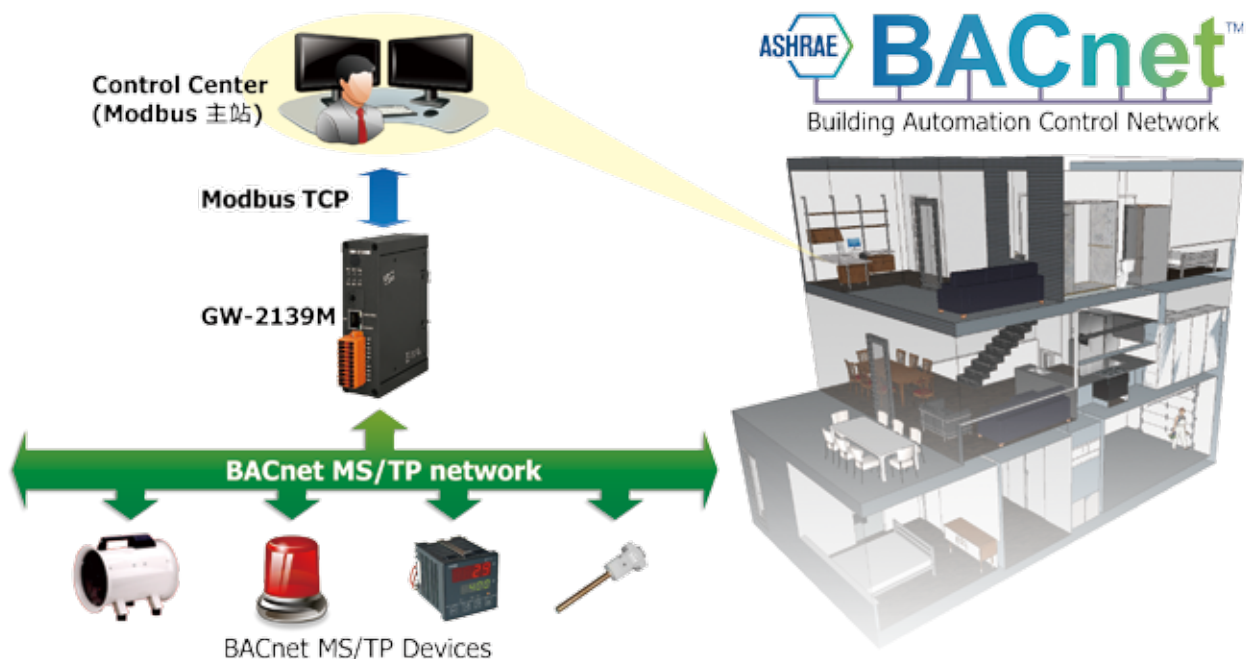 Control Center
(Modbus 主站)
ASHRAE
BACnet™
Building Automation Control Network
Modbus TCP
GW-2139M
BACnet MS/TP network
BACnet MS/TP Devices